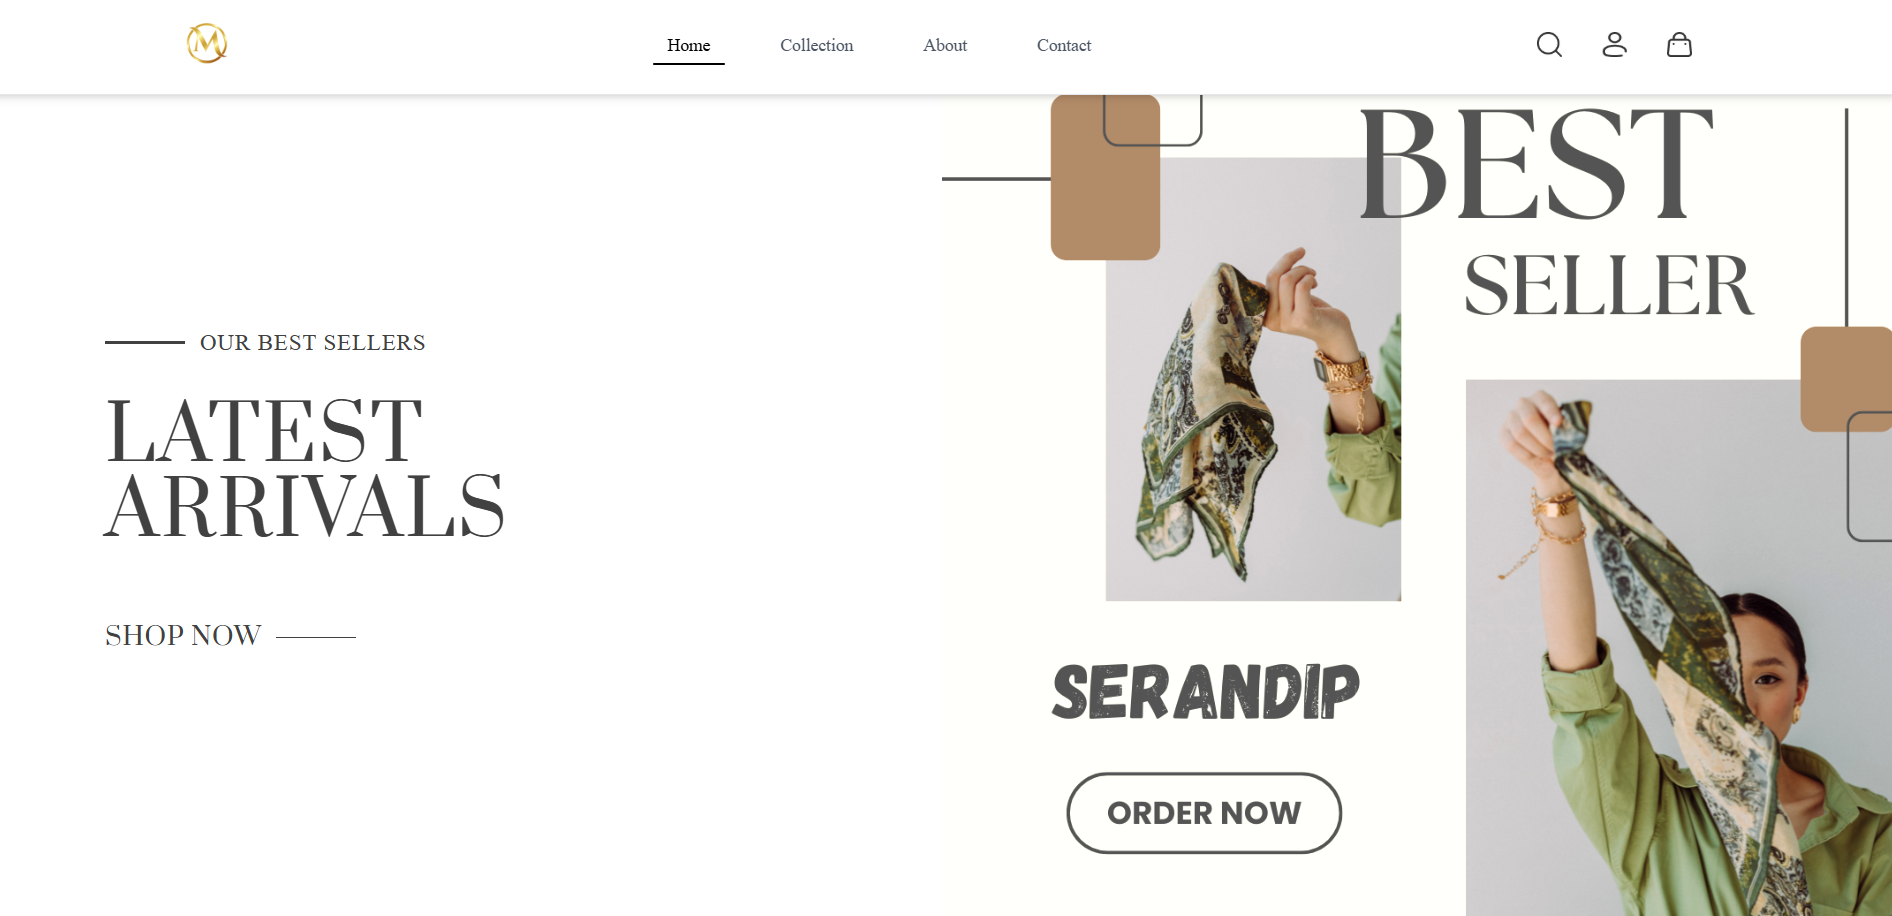 M
Home
Collection
About
Contact
OUR BEST SELLERS
LATEST
ARRIVALS
SHOP NOW
BEST
SELLER
SERANDIP
ORDER NOW